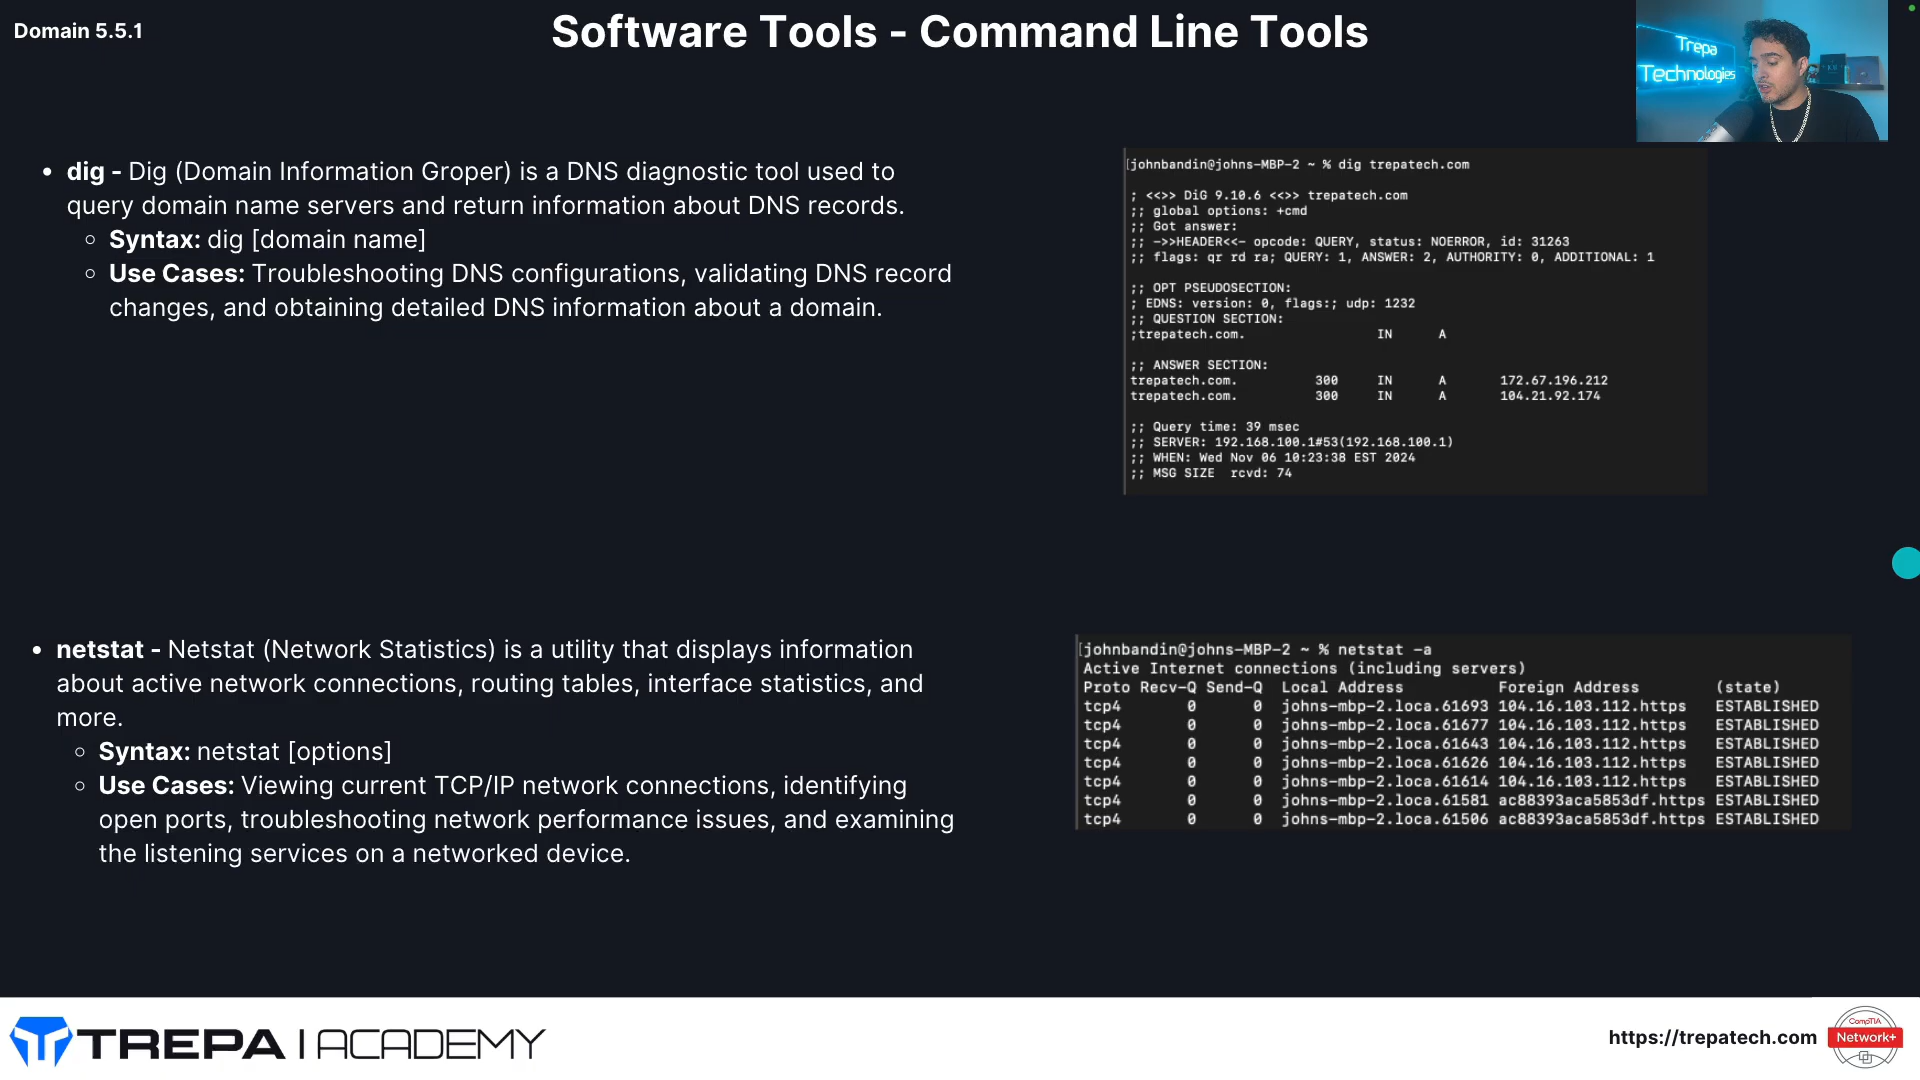 Domain 5.5.1
Software Tools - Command Line Tools
Trepa
Technologies
• dig - Dig (Domain Information Groper) is a DNS diagnostic tool used to
query domain name servers and return information about DNS records.
◦ Syntax: dig [domain name]
◦ Use Cases: Troubleshooting DNS configurations, validating DNS record
changes, and obtaining detailed DNS information about a domain.
[johnbandin@johns-MBP-2 ~ % dig trepatech.com
; <<>> DiG 9.10.6 <<>> trepatech.com
;; global options: +cmd
;; Got answer:
;; ->>HEADER<<- opcode: QUERY, status: NOERROR, id: 31263
;; flags: qr rd ra; QUERY: 1, ANSWER: 2, AUTHORITY: 0, ADDITIONAL: 1
;; OPT PSEUDOSECTION:
; EDNS: version: 0, flags:; udp: 1232
;; QUESTION SECTION:
;trepatech.com. IN A
;; ANSWER SECTION:
trepatech.com. 300 IN A 172.67.196.212
trepatech.com. 300 IN A 104.21.92.174
;; Query time: 39 msec
;; SERVER: 192.168.100.1#53(192.168.100.1)
;; WHEN: Wed Nov 06 10:23:38 EST 2024
;; MSG SIZE rcvd: 74
• netstat - Netstat (Network Statistics) is a utility that displays information
about active network connections, routing tables, interface statistics, and
more.
◦ Syntax: netstat [options]
◦ Use Cases: Viewing current TCP/IP network connections, identifying
open ports, troubleshooting network performance issues, and examining
the listening services on a networked device.
[johnbandin@johns-MBP-2 ~ % netstat -a
Active Internet connections (including servers)
Proto Recv-Q Send-Q Local Address Foreign Address (state)
tcp4 0 0 johns-mbp-2.loca.61693 104.16.103.112.https ESTABLISHED
tcp4 0 0 johns-mbp-2.loca.61677 104.16.103.112.https ESTABLISHED
tcp4 0 0 johns-mbp-2.loca.61643 104.16.103.112.https ESTABLISHED
tcp4 0 0 johns-mbp-2.loca.61626 104.16.103.112.https ESTABLISHED
tcp4 0 0 johns-mbp-2.loca.61614 104.16.103.112.https ESTABLISHED
tcp4 0 0 johns-mbp-2.loca.61581 ac88393aca5853df.https ESTABLISHED
tcp4 0 0 johns-mbp-2.loca.61506 ac88393aca5853df.https ESTABLISHED
TREPA | ACADEMY
https://trepatech.com
CompTIA
Network+